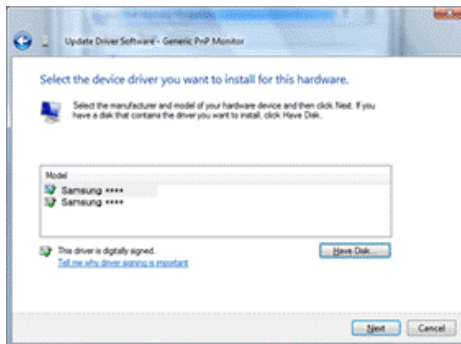 Update Driver Software - Generic PnP Monitor
Select the device driver you want to install for this hardware.
Select the manufacturer and model of your hardware device and then click Next. If you
have a disk that contains the driver you want to install, click Have Disk.
Model
Samsung ****
Samsung ****
This driver is digitally signed.
Have Disk...
Tell me why driver signing is important
Next
Cancel